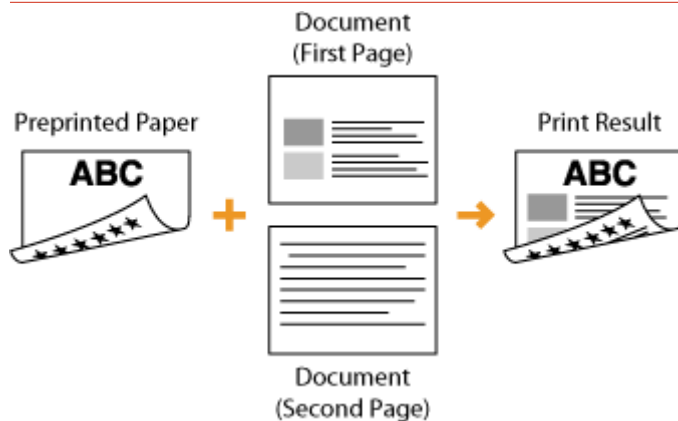 Document
(First Page)
Preprinted Paper
ABC
Print Result
ABC
Document
(Second Page)